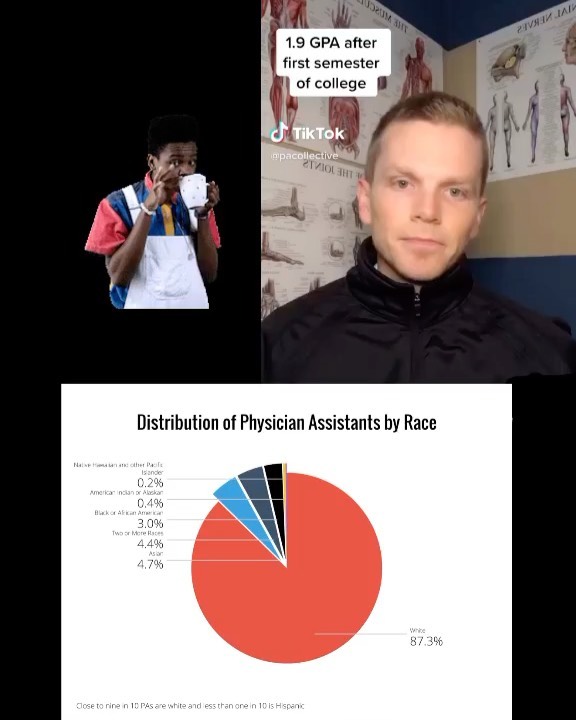 1.9 GPA after
first semester
of college
TikTok
@pacollective
Distribution of Physician Assistants by Race
Native Hawaiian and other Pacific
Islander
0.2%
American Indian or Alaskan
0.4%
Black or African American
3.0%
Two or More Races
4.4%
Asian
4.7%
White
87.3%
Close to nine in 10 PAs are white and less than one in 10 is Hispanic